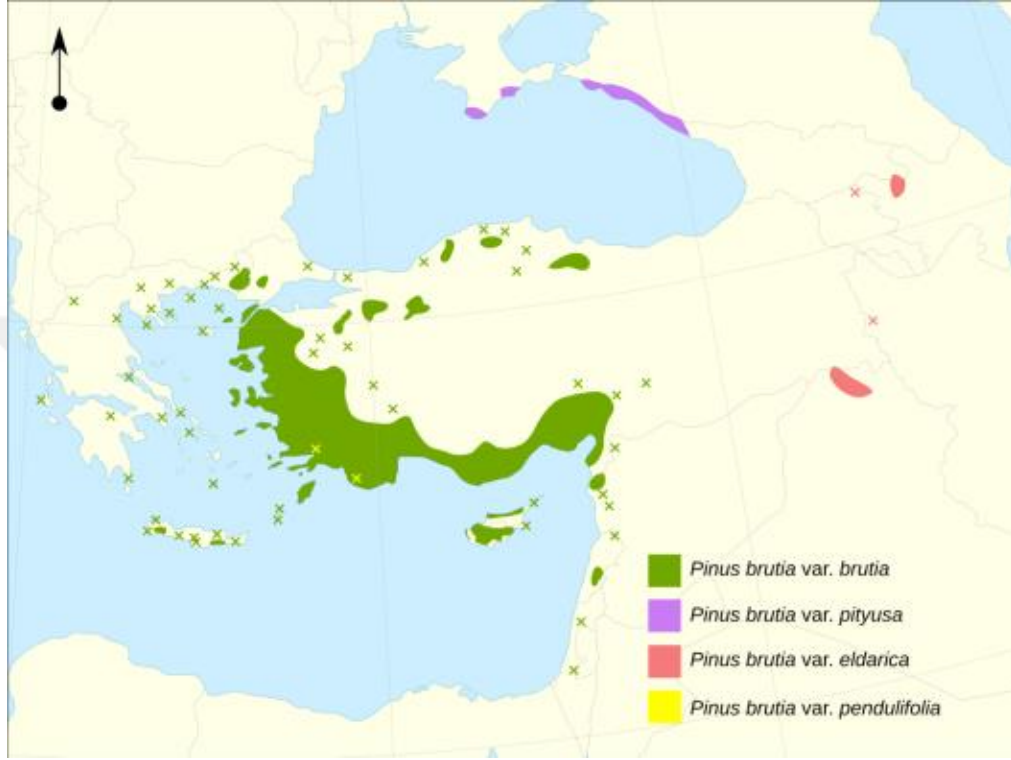 Pinus brutia var. brutia
Pinus brutia var. pityusa
Pinus brutia var. eldarica
Pinus brutia var. pendulifolia